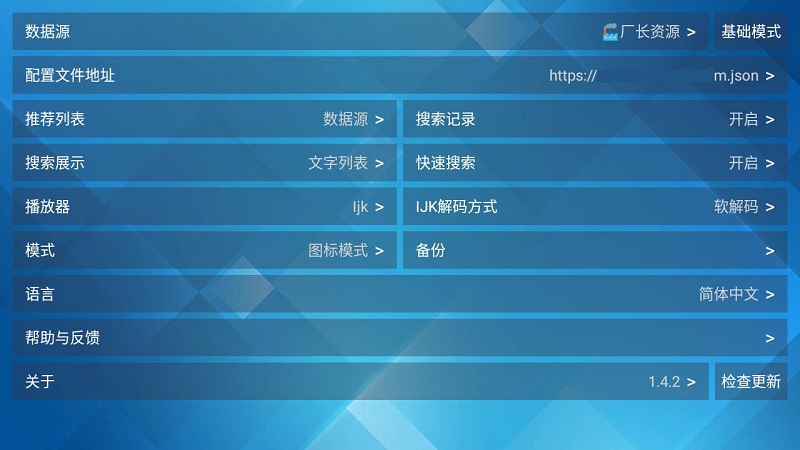 数据源 厂长资源 > 基础模式
配置文件地址 https:// m.json >
推荐列表 数据源 > 搜索记录 开启 >
搜索展示 文字列表 > 快速搜索 开启 >
播放器 Ijk > IJK解码方式 软解码 >
模式 图标模式 > 备份 >
语言 简体中文 >
帮助与反馈 >
关于 1.4.2 > 检查更新